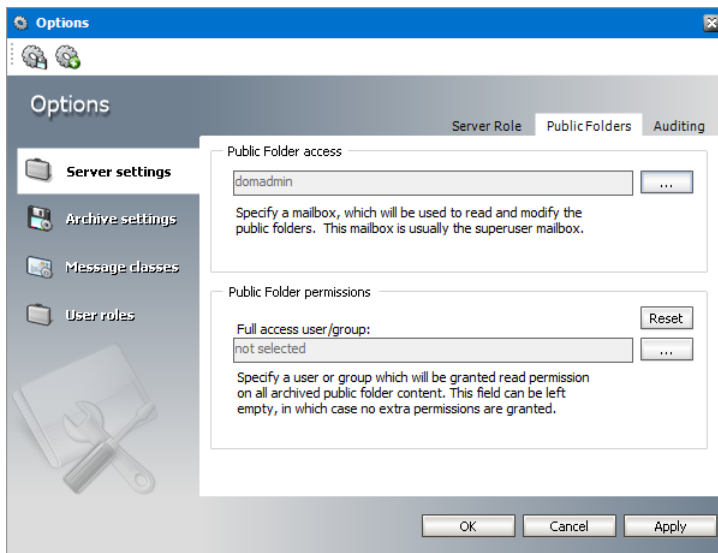 Options
Options
Server Role Public Folders Auditing
Server settings
Archive settings
Message classes
User roles
Public Folder access
domadmin
...
Specify a mailbox, which will be used to read and modify the
public folders. This mailbox is usually the superuser mailbox.
Public Folder permissions
Reset
Full access user/group:
not selected
...
Specify a user or group which will be granted read permission
on all archived public folder content. This field can be left
empty, in which case no extra permissions are granted.
OK Cancel Apply